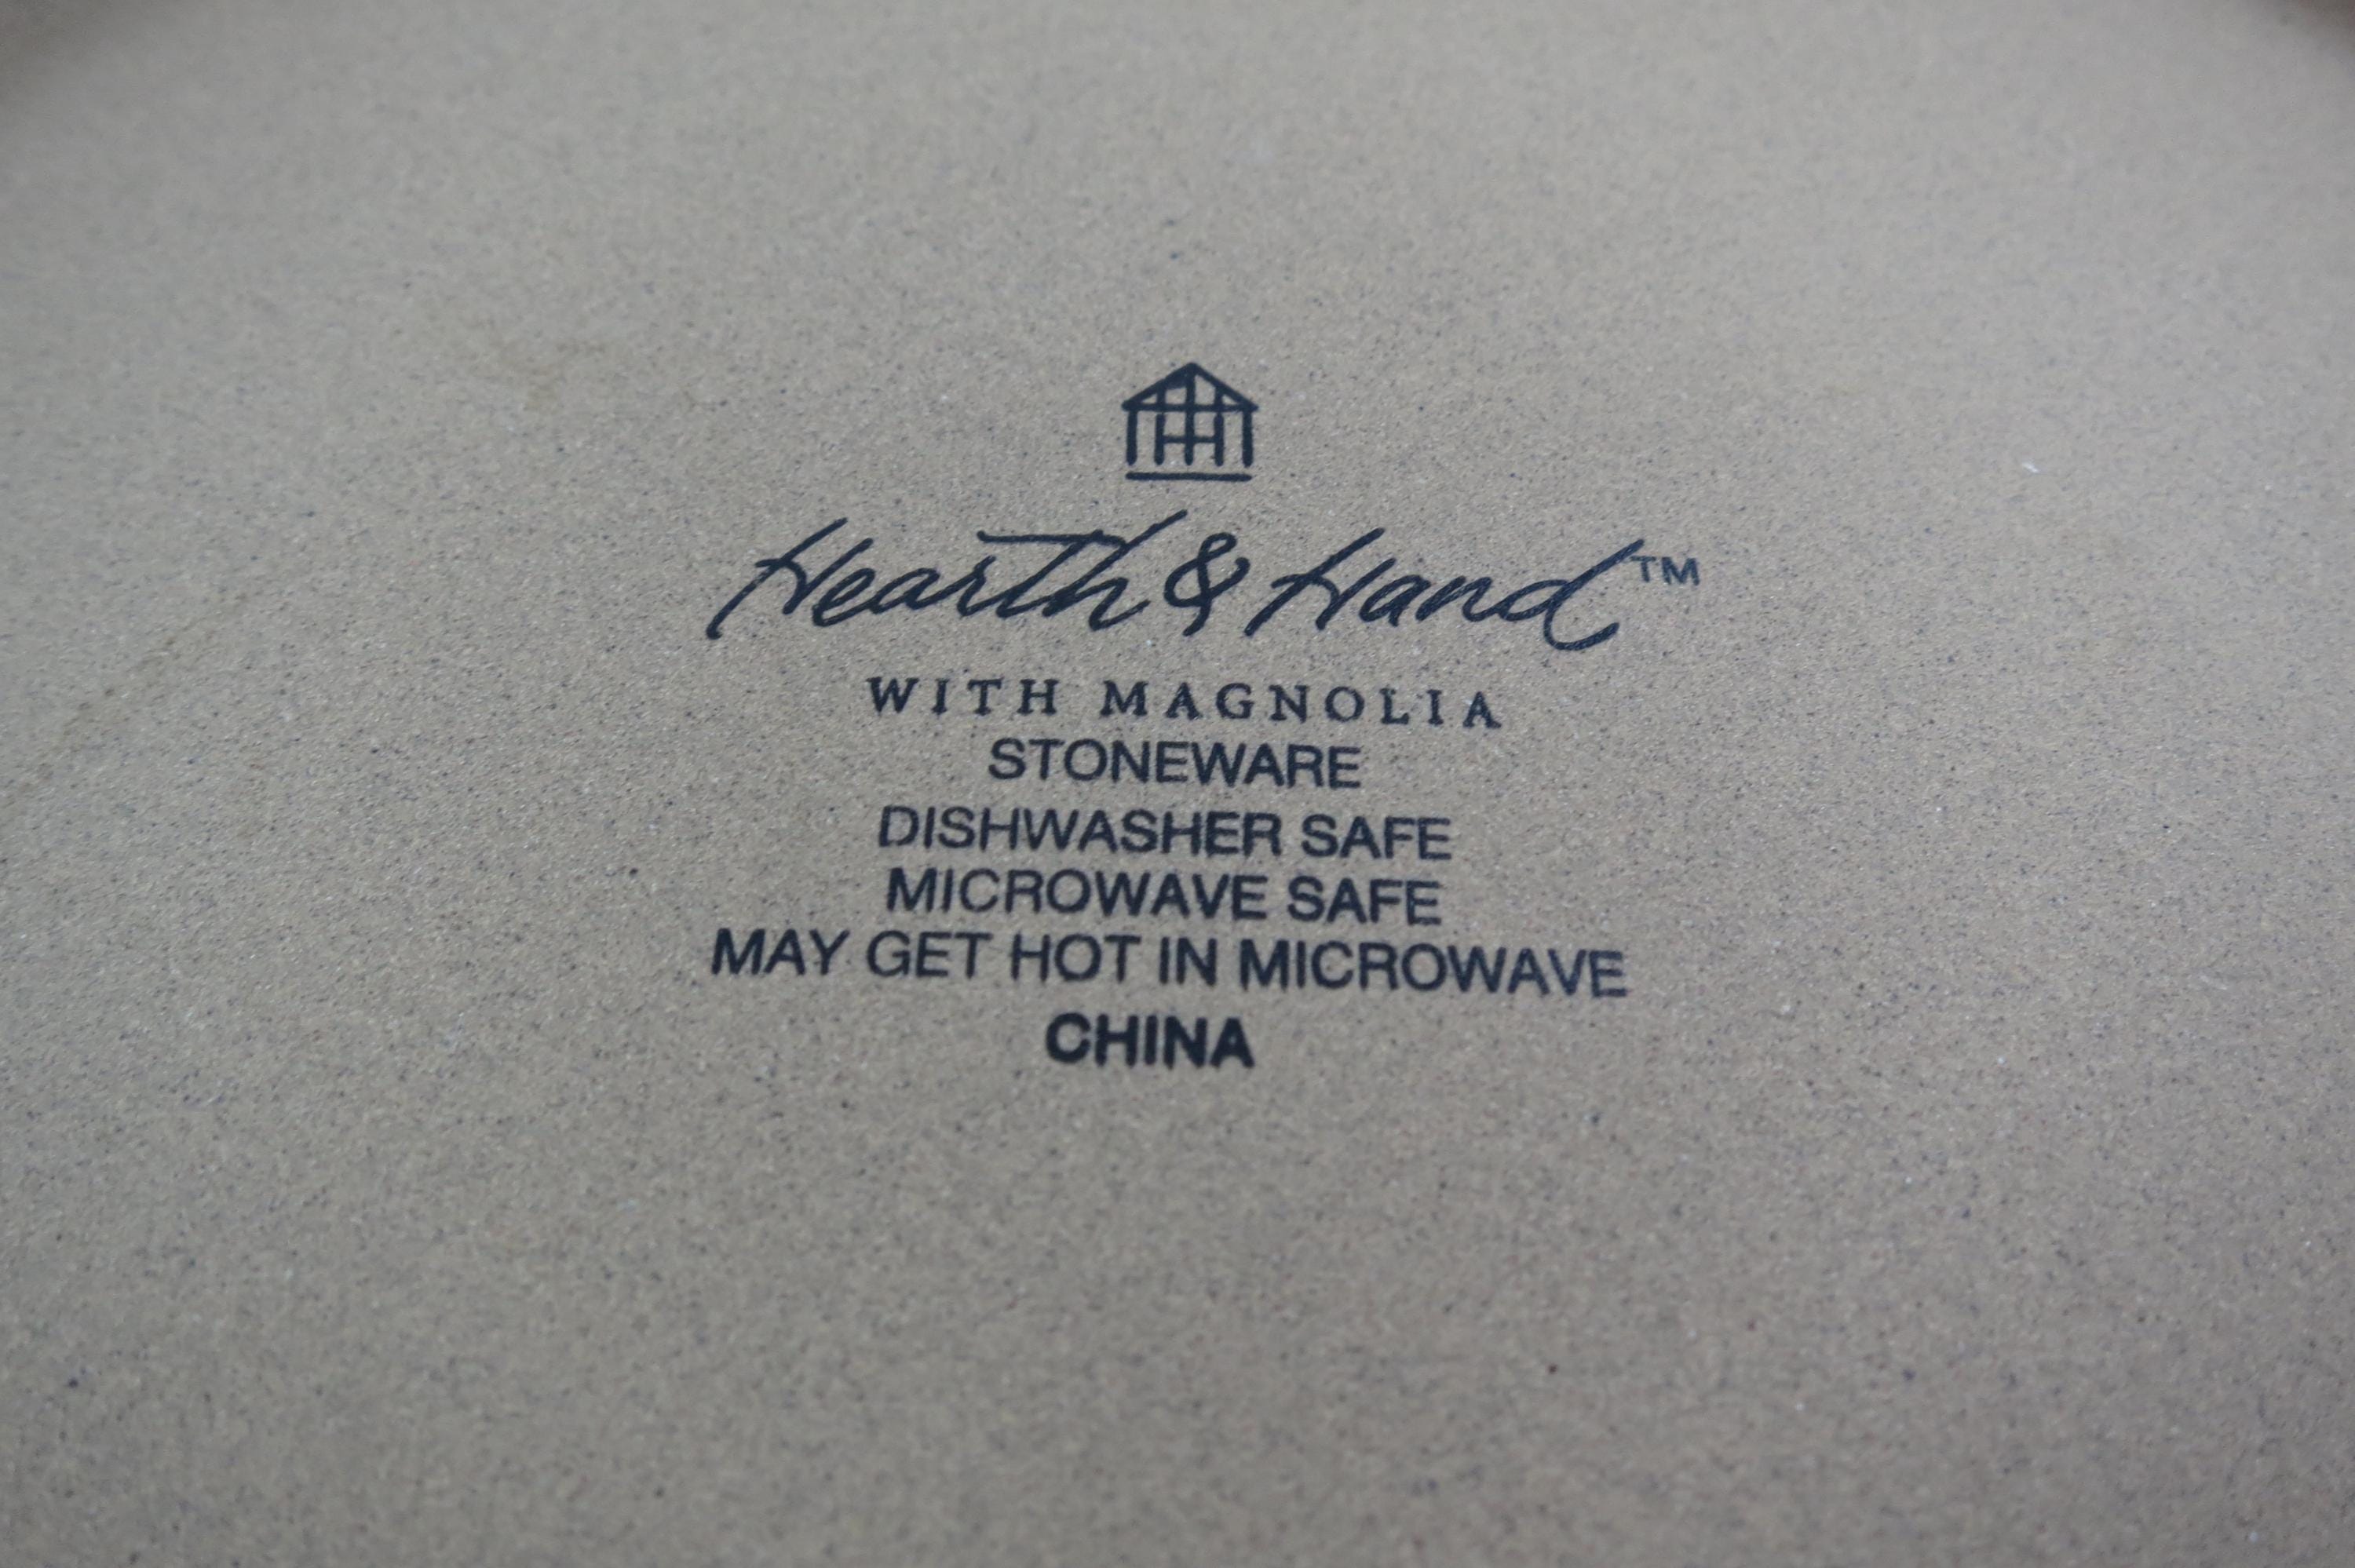 Hearth & Hand™
WITH MAGNOLIA
STONEWARE
DISHWASHER SAFE
MICROWAVE SAFE
MAY GET HOT IN MICROWAVE
CHINA